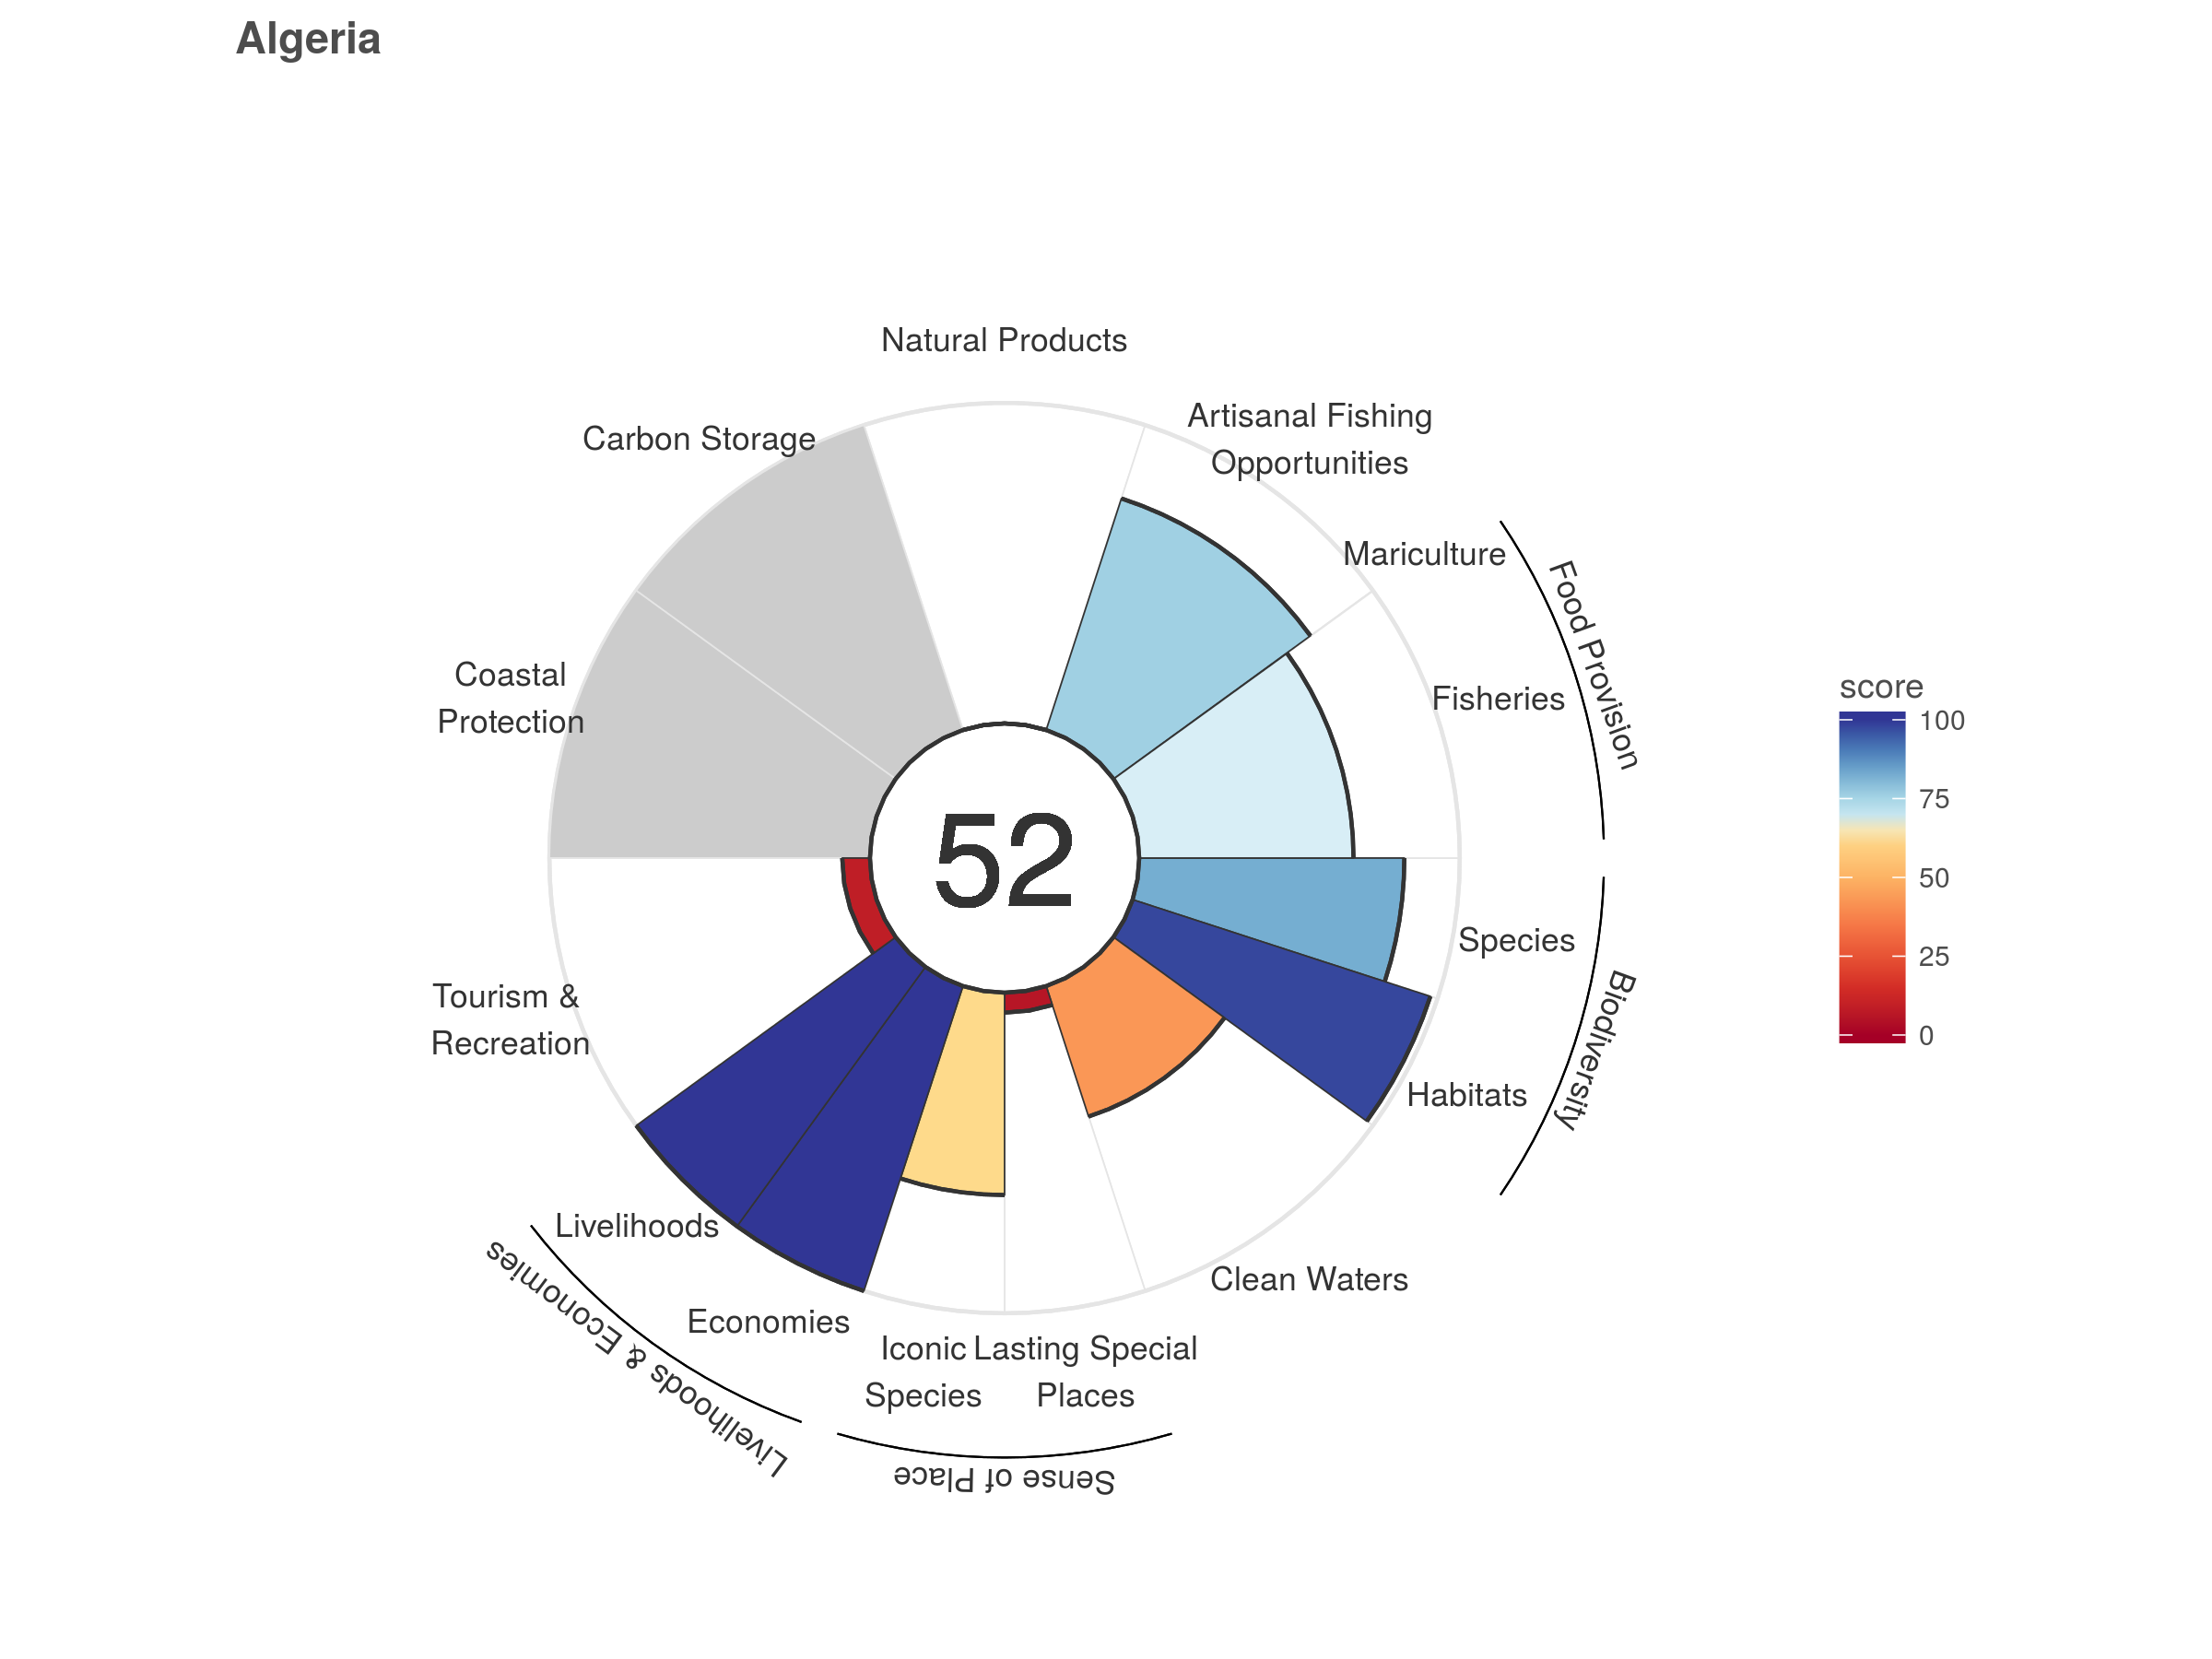 Algeria
Natural Products
Artisanal Fishing
Opportunities
Carbon Storage
Mariculture
Food Provision
Coastal
Protection
Fisheries
score
100
75
50
25
0
52
Species
Biodiversity
Tourism &
Recreation
Habitats
Livelihoods
Clean Waters
Economies
Livelihoods & Economies
Iconic
Species
Lasting Special
Places
Sense of Place